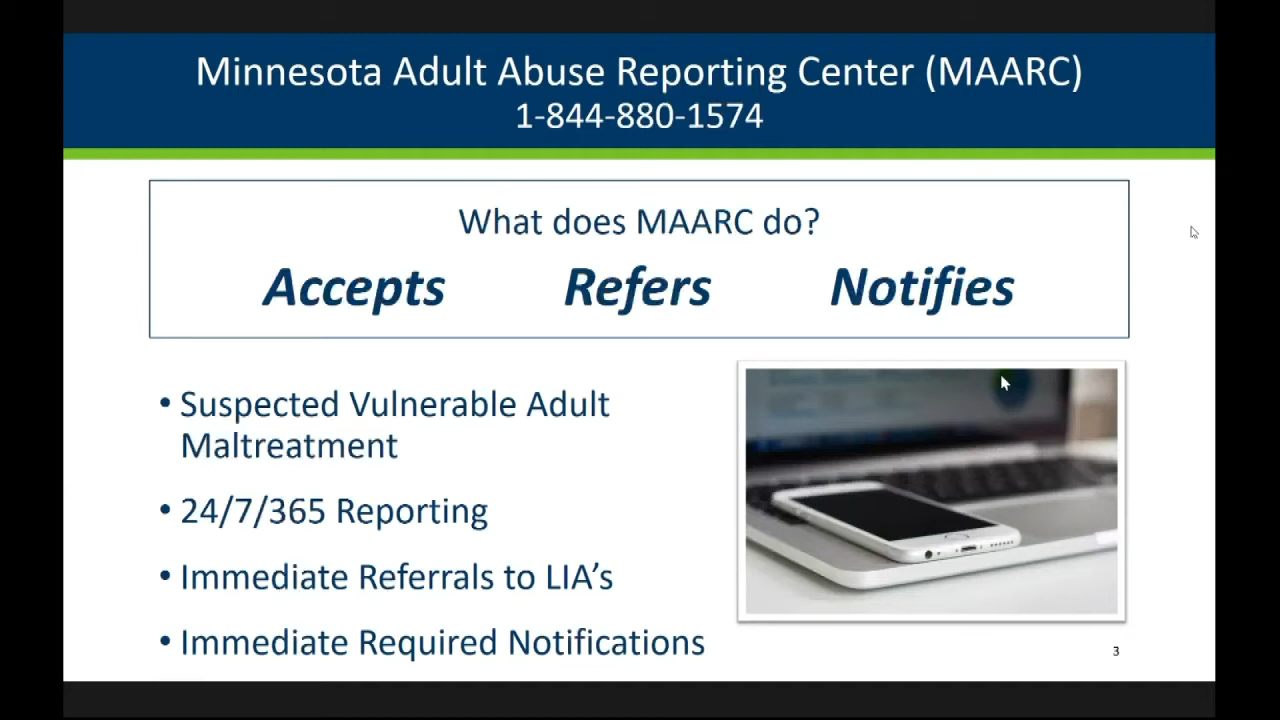 Minnesota Adult Abuse Reporting Center (MAARC)
1-844-880-1574
What does MAARC do?
Accepts Refers Notifies
• Suspected Vulnerable Adult
Maltreatment
• 24/7/365 Reporting
• Immediate Referrals to LIA’s
• Immediate Required Notifications
3